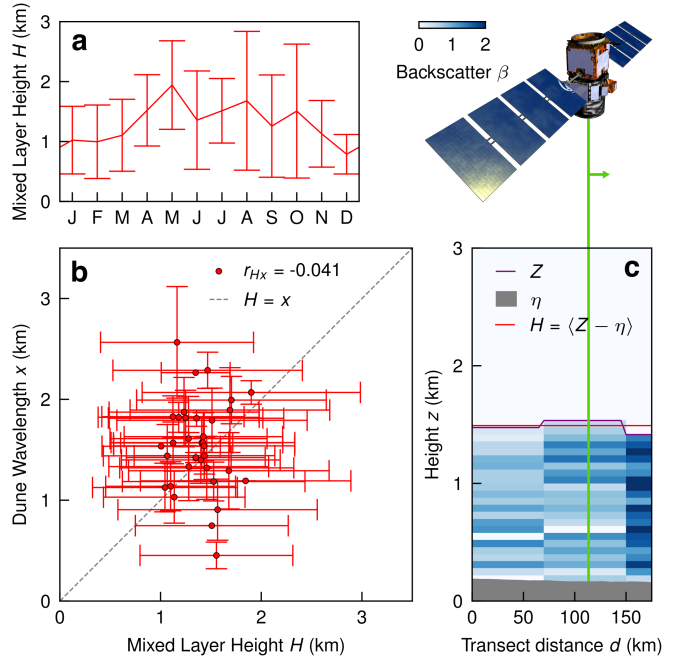 a
Mixed Layer Height H (km)
3
2
1
0
J F M A M J J A S O N D
0 1 2
Backscatter β
b
r_Hx = -0.041
H = x
Dune Wavelength x (km)
3
2
1
0
0 1 2 3
Mixed Layer Height H (km)
c
Z
η
H = ⟨Z − η⟩
Height z (km)
3
2
1
0
0 50 100 150
Transect distance d (km)